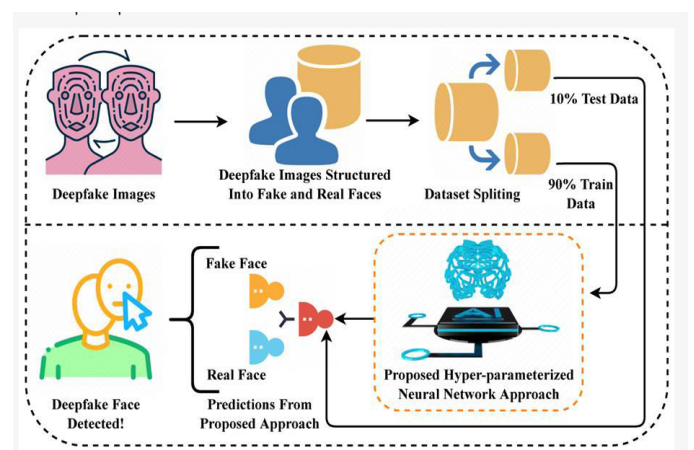 10% Test Data
Deepfake Images
Deepfake Images Structured
Into Fake and Real Faces
Dataset Spliting
90% Train
Data
Fake Face
Real Face
Deepfake Face
Detected!
Predictions From
Proposed Approach
AI
Proposed Hyper-parameterized
Neural Network Approach